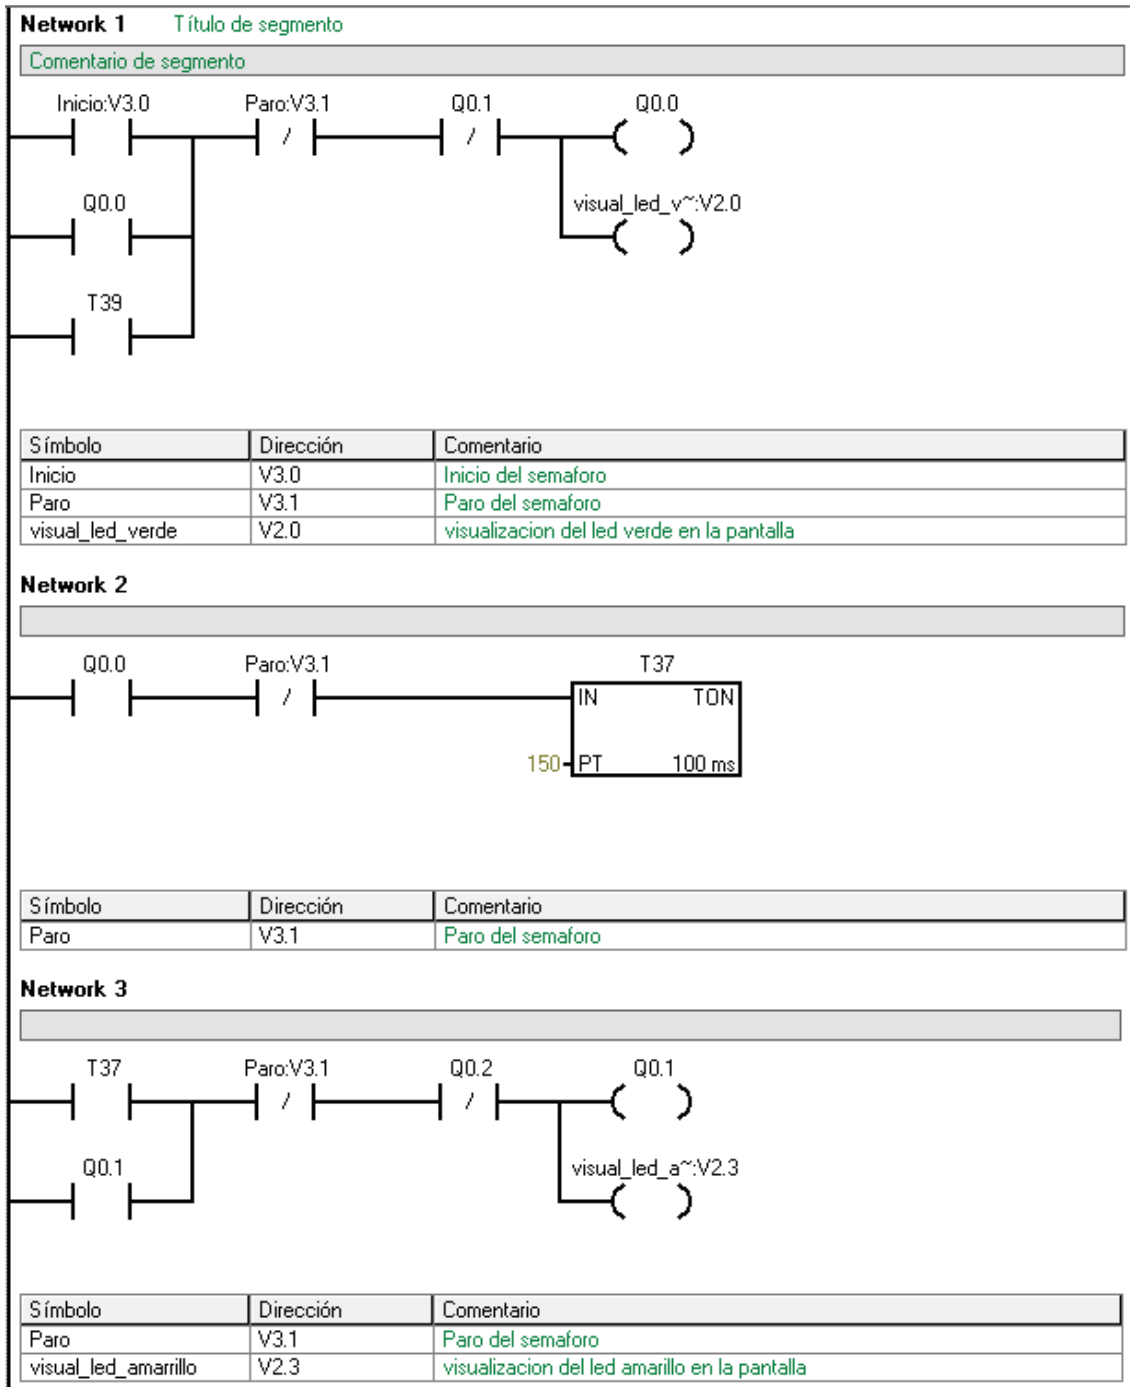 Network 1 Título de segmento
Comentario de segmento
Inicio:V3.0 Paro:V3.1 Q0.1 Q0.0
/ /
Q0.0 visual_led_v~:V2.0
T39
Símbolo Dirección Comentario
Inicio V3.0 Inicio del semaforo
Paro V3.1 Paro del semaforo
visual_led_verde V2.0 visualizacion del led verde en la pantalla
Network 2
Q0.0 Paro:V3.1 T37
/ IN TON
150 PT 100 ms
Símbolo Dirección Comentario
Paro V3.1 Paro del semaforo
Network 3
T37 Paro:V3.1 Q0.2 Q0.1
/ /
Q0.1 visual_led_a~:V2.3
Símbolo Dirección Comentario
Paro V3.1 Paro del semaforo
visual_led_amarrillo V2.3 visualizacion del led amarillo en la pantalla